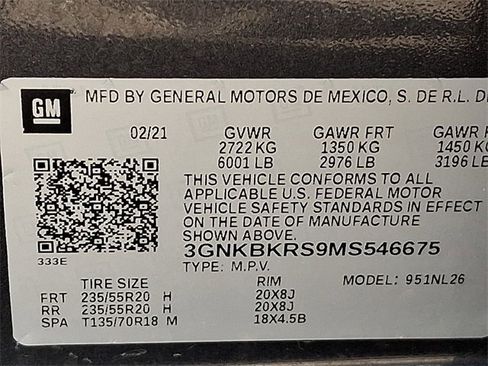 GM MFD BY GENERAL MOTORS DE MEXICO, S. DE R.L. DE
02/21 GVWR GAWR FRT GAWR
2722 KG 1350 KG 1450
6001 LB 2976 LB 3196 LB
THIS VEHICLE CONFORMS TO ALL
APPLICABLE U.S. FEDERAL MOTOR
VEHICLE SAFETY STANDARDS IN EFFECT
ON THE DATE OF MANUFACTURE
SHOWN ABOVE.
3GNKBKRS9MS546675
333E
TYPE: M.P.V. MODEL: 951NL26
TIRE SIZE RIM
FRT 235/55R20 H 20X8J
RR 235/55R20 H 20X8J
SPA T135/70R18 M 18X4.5B